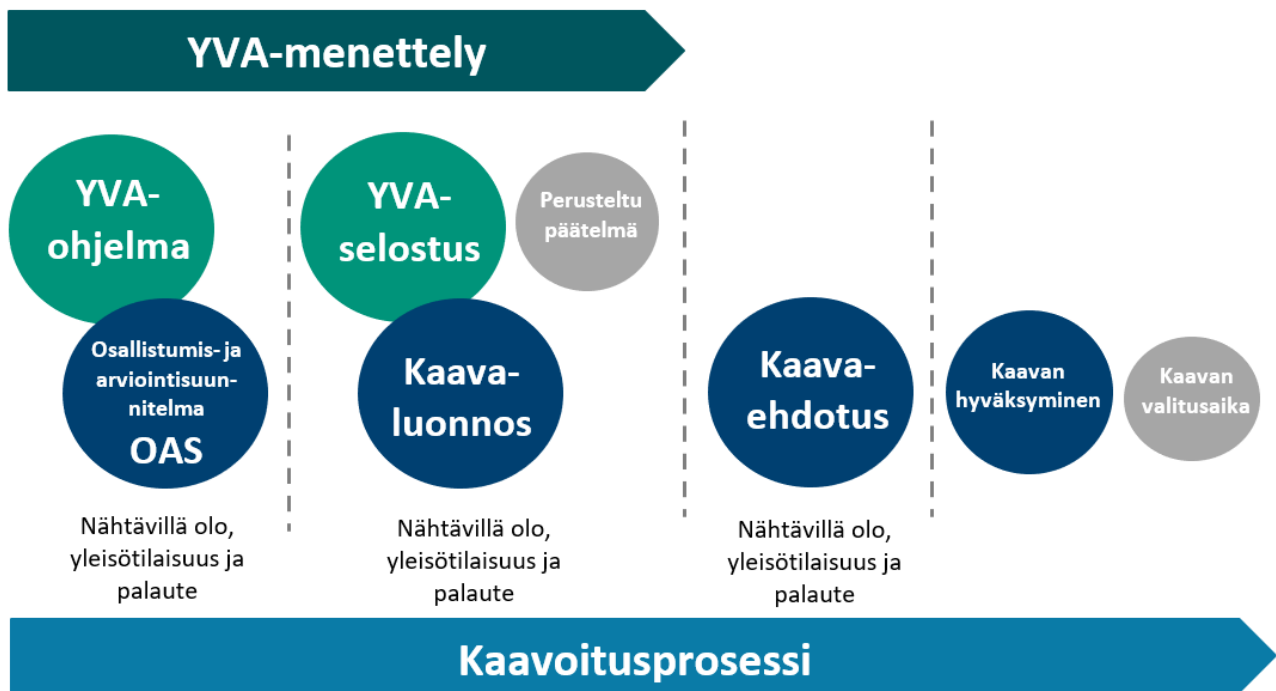 YVA-menettely
YVA-
ohjelma
Osallistumis- ja
arviointisuun-
nitelma
OAS
Nähtävillä olo,
yleisötilaisuus ja
palaute
YVA-
selostus
Perusteltu
päätelmä
Kaava-
luonnos
Nähtävillä olo,
yleisötilaisuus ja
palaute
Kaava-
ehdotus
Nähtävillä olo,
yleisötilaisuus ja
palaute
Kaavan
hyväksyminen
Kaavan
valitusaika
Kaavoitusprosessi